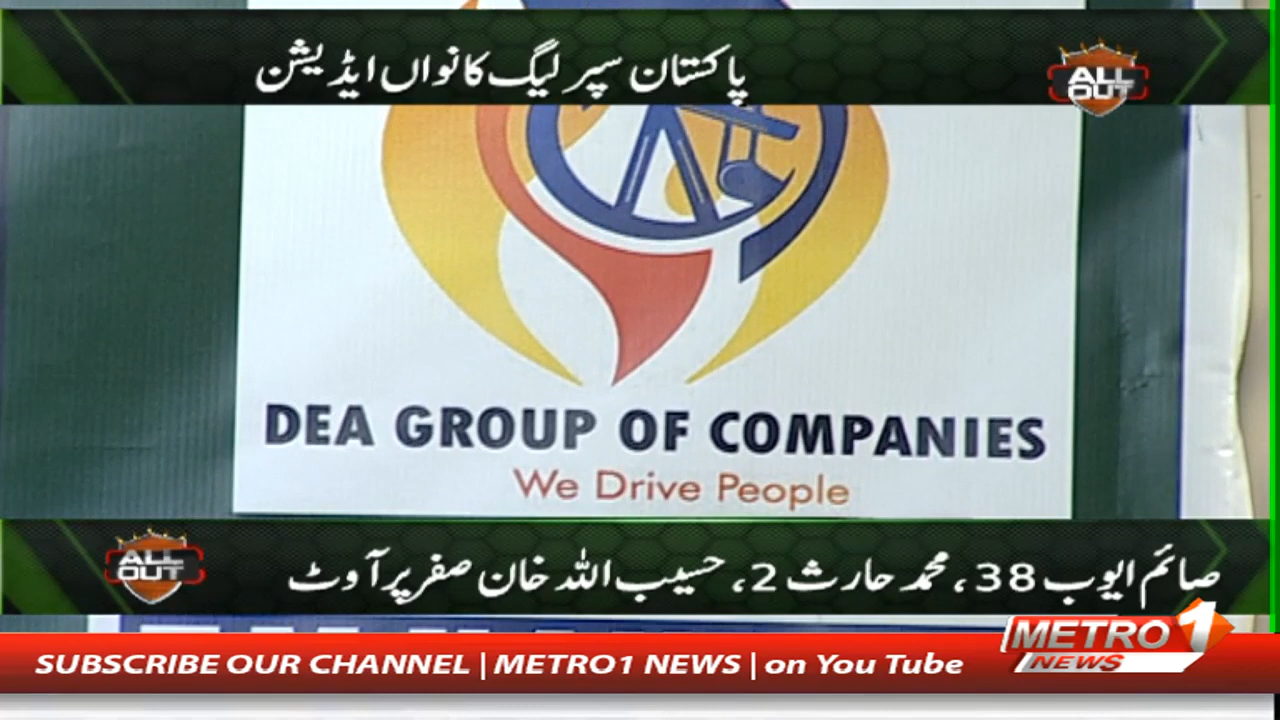 پاکستان سپر لیگ کا نواں ایڈیشن
ALL OUT
DEA GROUP OF COMPANIES
We Drive People
صائم ایوب 38، محمد حارث 2، حسیب اللہ خان صفر پر آوٹ
ALL OUT
METRO 1 NEWS
SUBSCRIBE OUR CHANNEL | METRO1 NEWS | on You Tube